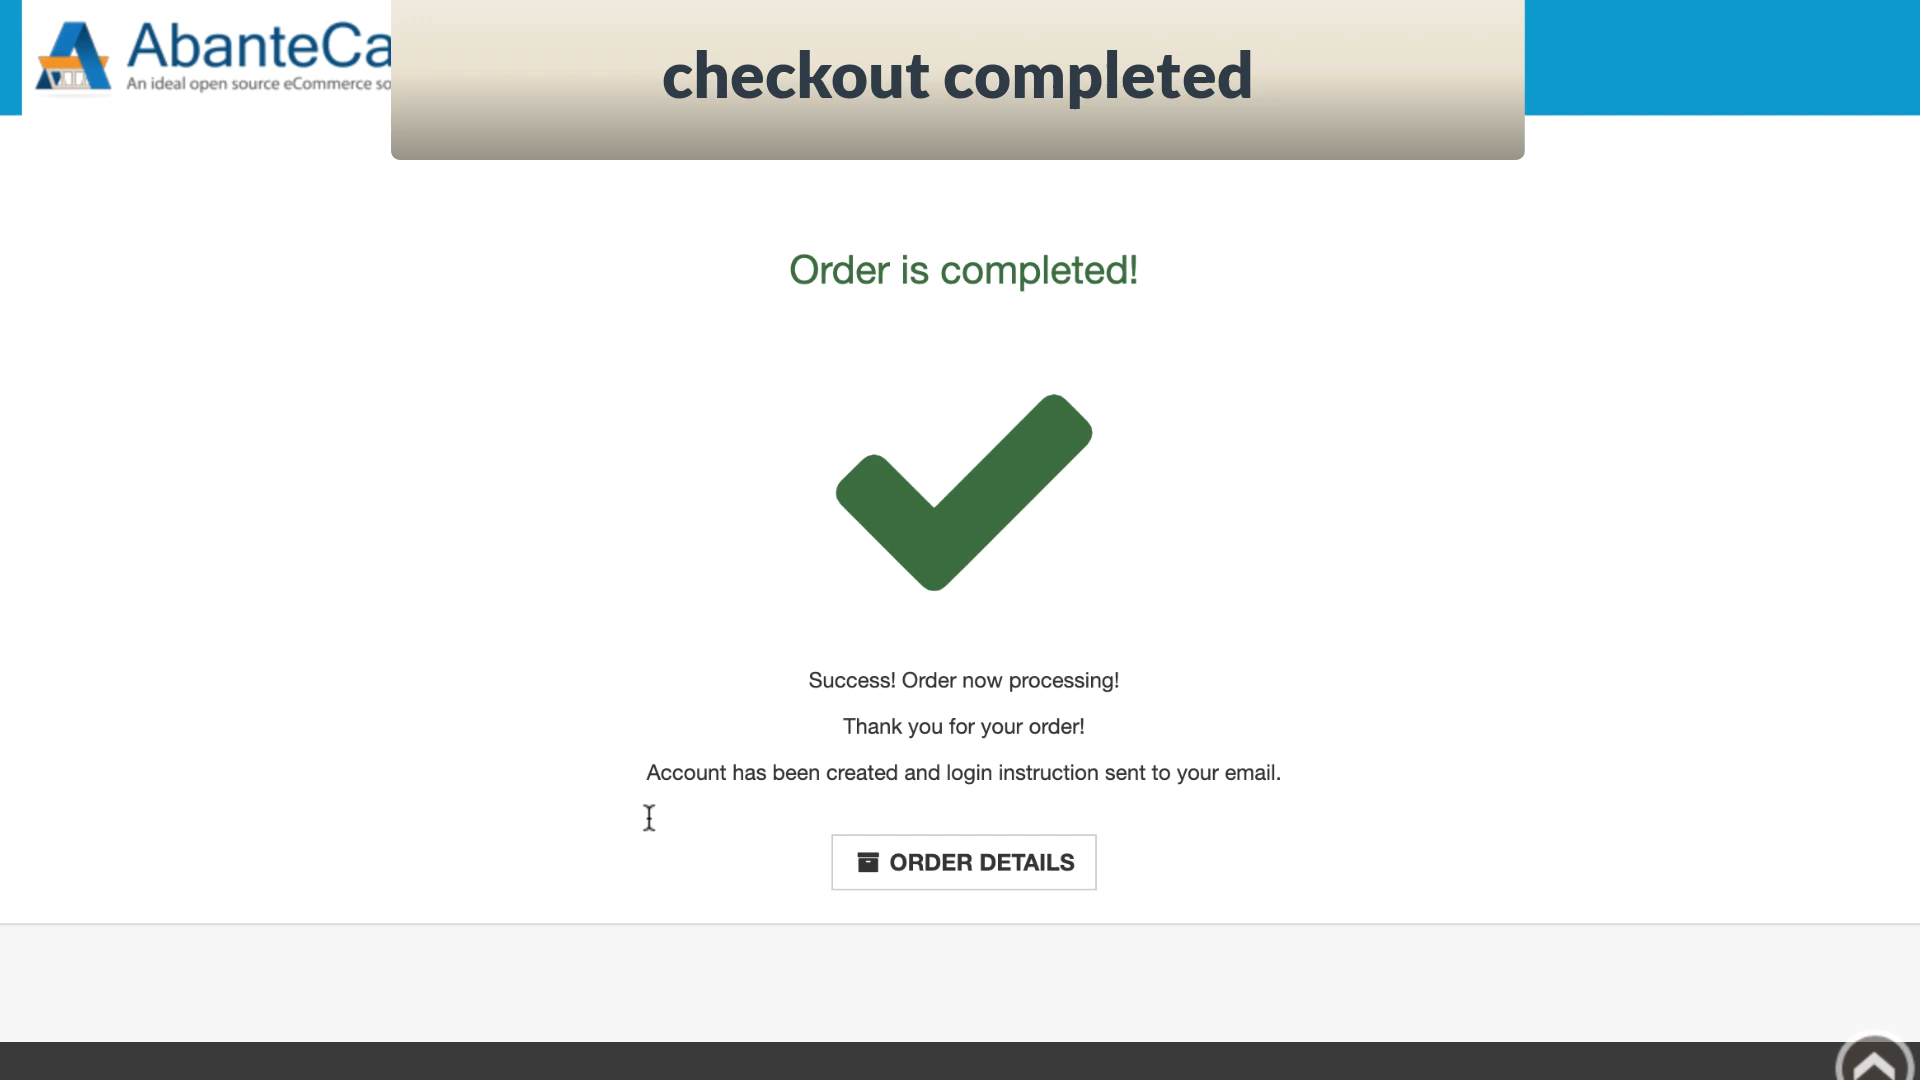 AbanteCa
An ideal open source eCommerce so
checkout completed
Order is completed!
Success! Order now processing!
Thank you for your order!
Account has been created and login instruction sent to your email.
ORDER DETAILS